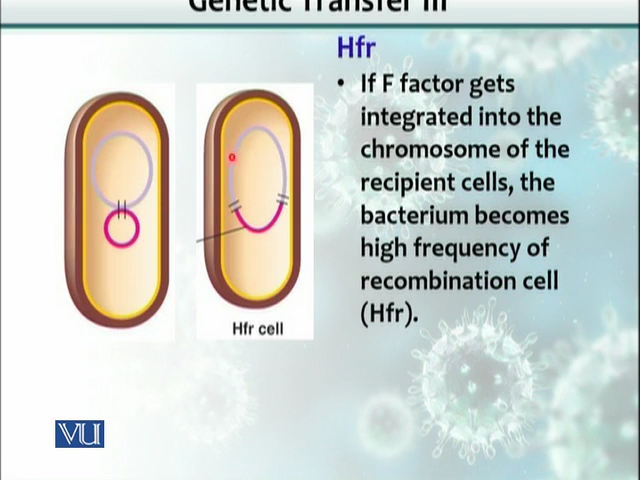 Genetic Transfer III
Hfr
• If F factor gets
integrated into the
chromosome of the
recipient cells, the
bacterium becomes
high frequency of
recombination cell
(Hfr).
Hfr cell
VU